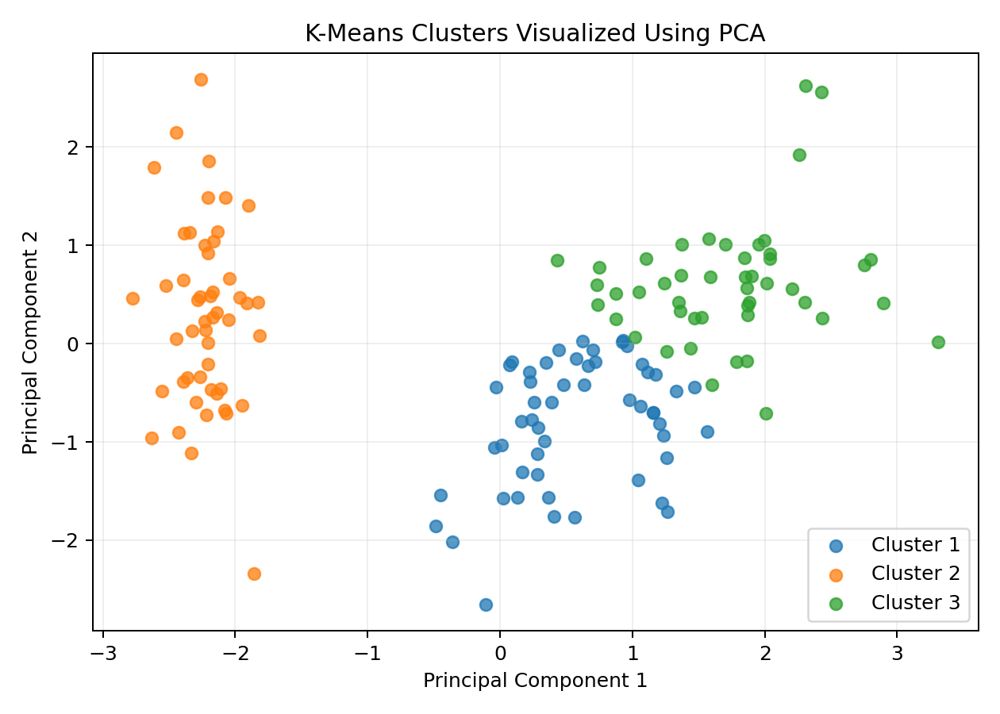 K-Means Clusters Visualized Using PCA
Principal Component 2
2
1
0
−1
−2
−3
−2
−1
0
1
2
3
Principal Component 1
Cluster 1
Cluster 2
Cluster 3